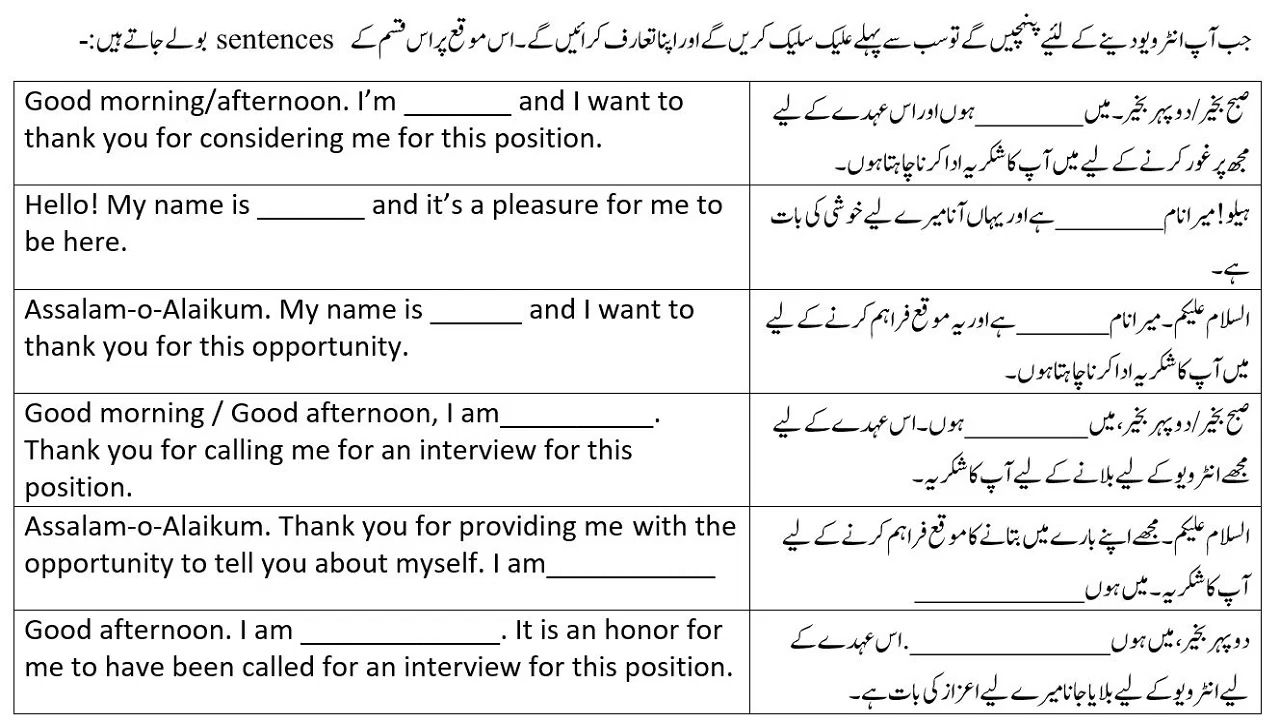 جب آپ انٹرویو دینے کے لئیے پہنچیں گے تو سب سے پہلے علیک سلیک کریں گے اور اپنا تعارف کرائیں گے۔ اس موقع پر اس قسم کے sentences بولے جاتے ہیں:-
Good morning/afternoon. I’m _______ and I want to
thank you for considering me for this position.
صبح بخیر/دوپہر بخیر۔ میں _______ ہوں اور اس عہدے کے لیے
مجھ پر غور کرنے کے لیے میں آپ کا شکریہ ادا کرنا چاہتا ہوں۔
Hello! My name is _______ and it’s a pleasure for me to
be here.
ہیلو! میرا نام _______ ہے اور یہاں آنا میرے لیے خوشی کی بات
ہے۔
Assalam-o-Alaikum. My name is ______ and I want to
thank you for this opportunity.
السلام علیکم۔ میرا نام ______ ہے اور یہ موقع فراہم کرنے کے لیے
میں آپ کا شکریہ ادا کرنا چاہتا ہوں۔
Good morning / Good afternoon, I am__________.
Thank you for calling me for an interview for this
position.
صبح بخیر/دوپہر بخیر، میں ________ ہوں۔ اس عہدے کے لیے
مجھے انٹرویو کے لیے بلانے کے لیے آپ کا شکریہ۔
Assalam-o-Alaikum. Thank you for providing me with the
opportunity to tell you about myself. I am___________
السلام علیکم۔ مجھے اپنے بارے میں بتانے کا موقع فراہم کرنے کے لیے
آپ کا شکریہ۔ میں ہوں ___________
Good afternoon. I am _____________. It is an honor for
me to have been called for an interview for this position.
دوپہر بخیر، میں ہوں _____________. اس عہدے کے
لیے انٹرویو کے لیے بلایا جانا میرے لیے اعزاز کی بات ہے۔